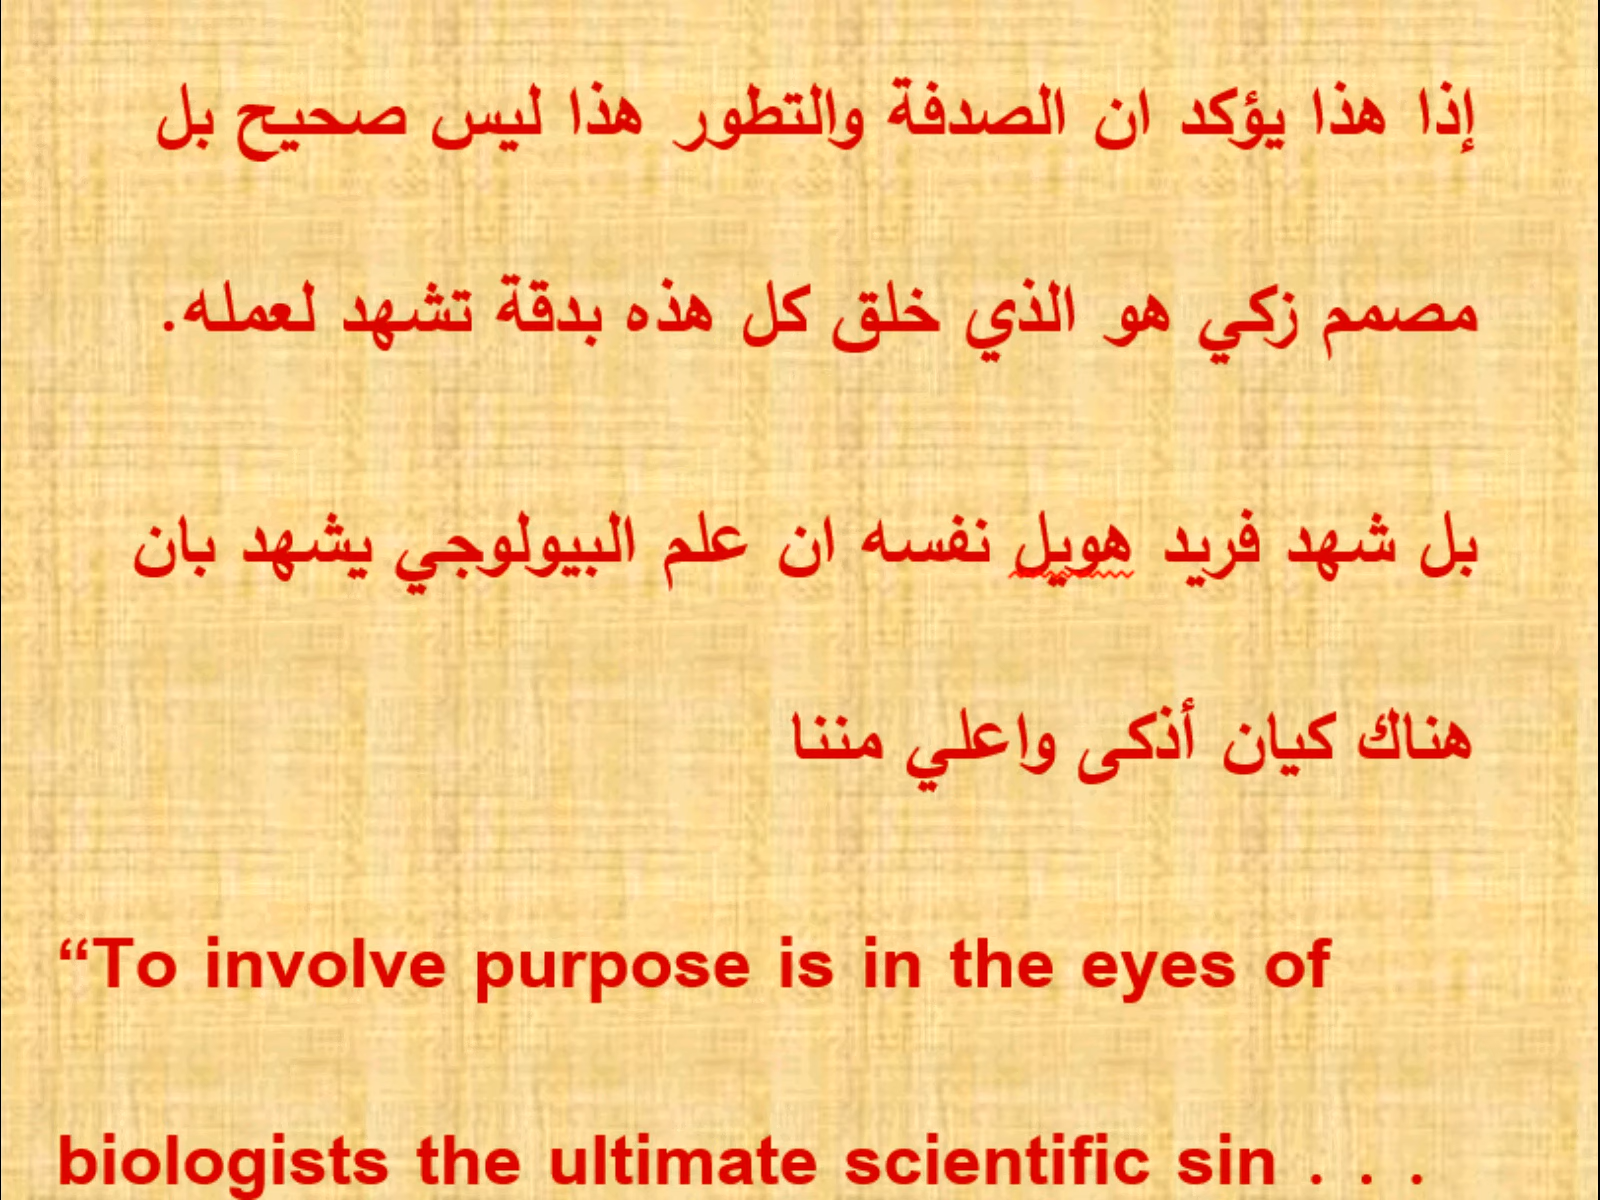 إذا هذا يؤكد ان الصدفة والتطور هذا ليس صحيح بل
مصمم زكي هو الذي خلق كل هذه بدقة تشهد لعمله.
بل شهد فريد هويل نفسه ان علم البيولوجي يشهد بان
هناك كيان أذكى واعلي مننا
“To involve purpose is in the eyes of
biologists the ultimate scientific sin . . .